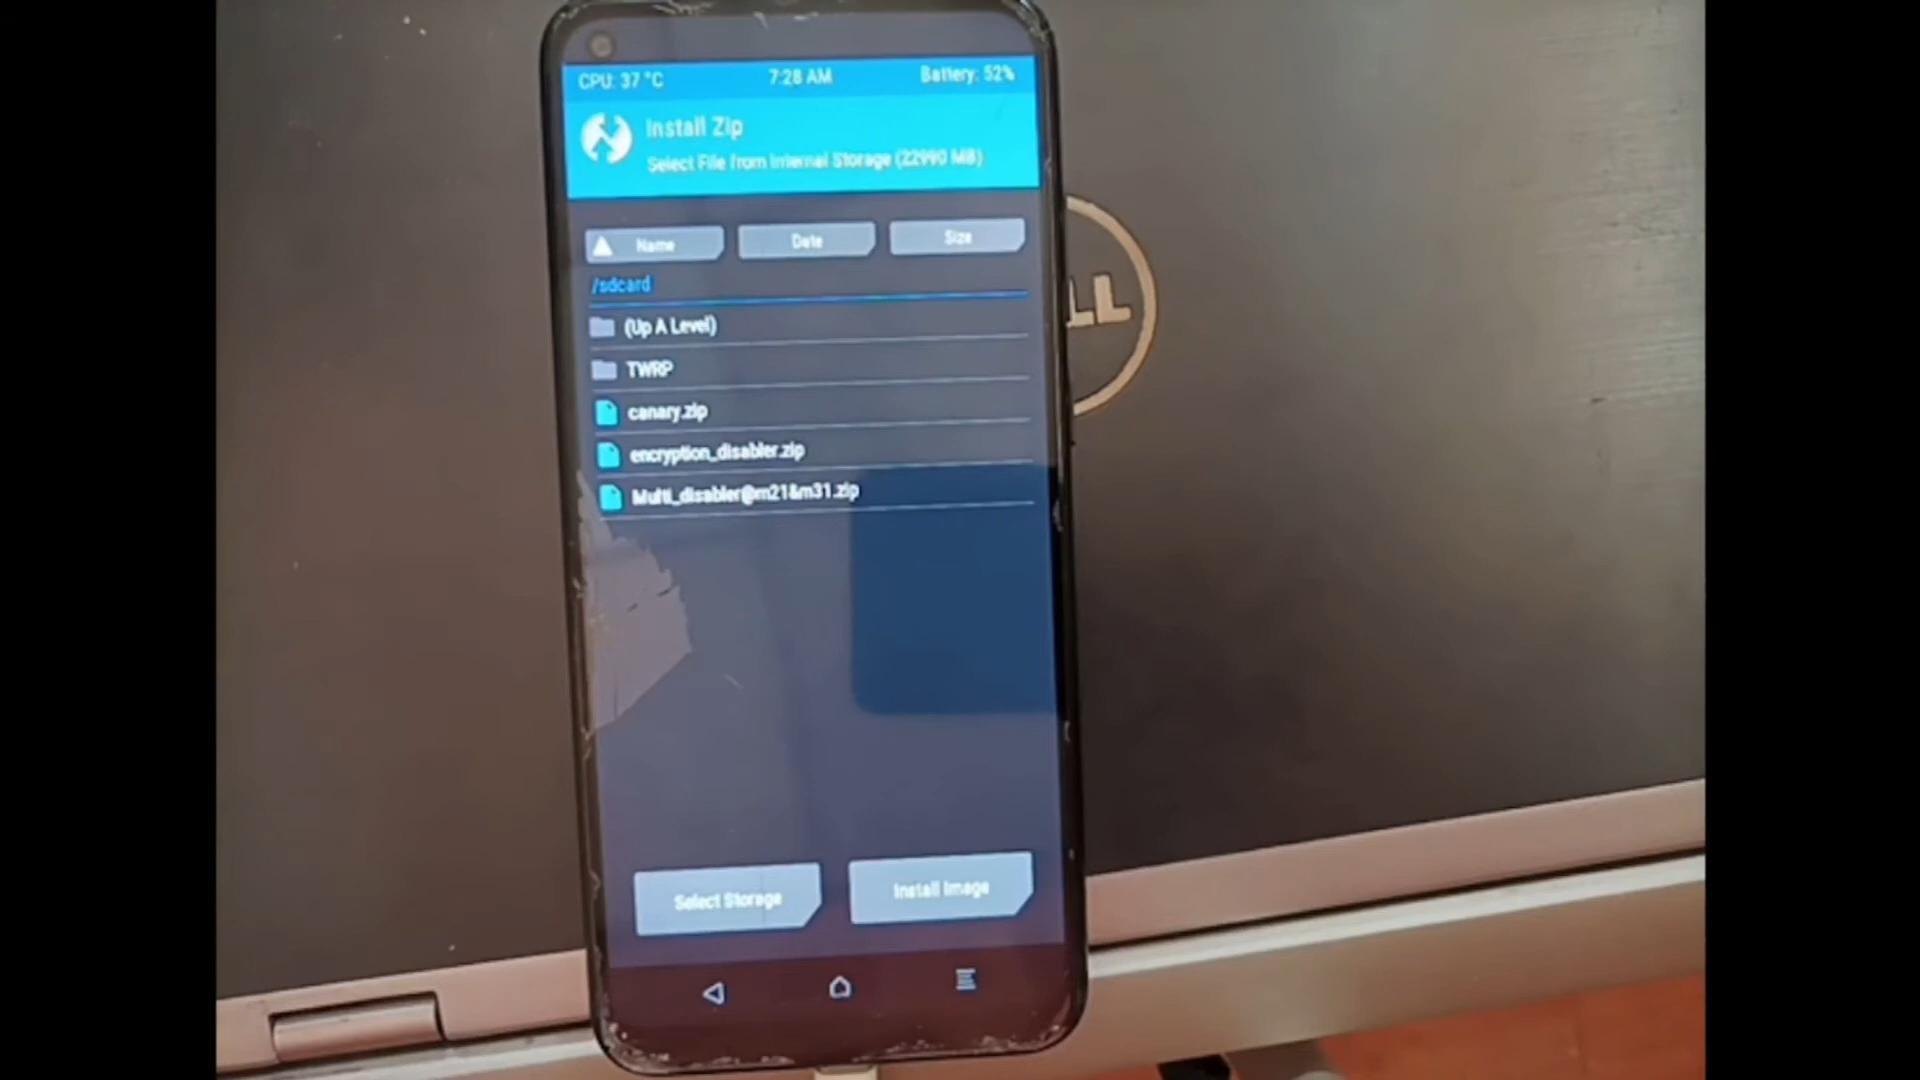 CPU: 37 °C 7:28 AM Battery: 52%
Install Zip
Select File from Internal Storage (22990 MB)
Name Date Size
/sdcard
(Up A Level)
TWRP
canary.zip
encryption_disabler.zip
Multi_disabler@m21&m31.zip
Select Storage Install Image
LL